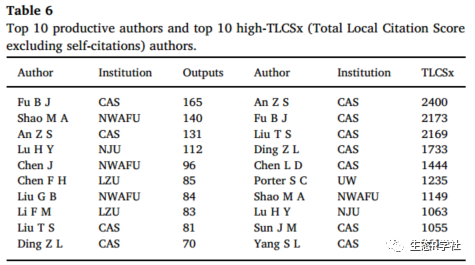 Table 6
Top 10 productive authors and top 10 high-TLCSx (Total Local Citation Score
excluding self-citations) authors.
Author Institution Outputs Author Institution TLCSx
Fu B J CAS 165 An Z S CAS 2400
Shao M A NWAFU 140 Fu B J CAS 2173
An Z S CAS 131 Liu T S CAS 2169
Lu H Y NJU 112 Ding Z L CAS 1733
Chen J NWAFU 96 Chen L D CAS 1444
Chen F H LZU 85 Porter S C UW 1235
Liu G B NWAFU 84 Shao M A NWAFU 1149
Li F M LZU 83 Lu H Y NJU 1063
Liu T S CAS 81 Sun J M CAS 1055
Ding Z L CAS 70 Yang S L CAS
生态科学社